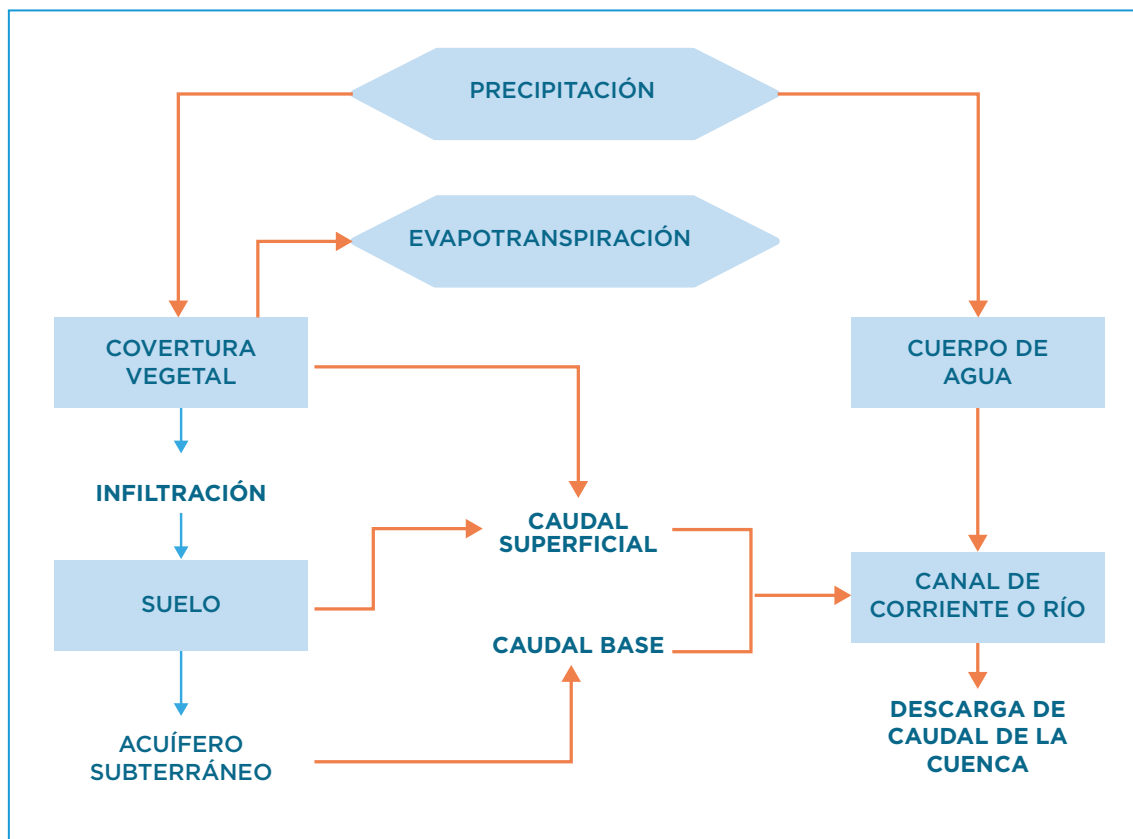 PRECIPITACIÓN
EVAPOTRANSPIRACIÓN
COVERTURA
VEGETAL
CUERPO DE
AGUA
INFILTRACIÓN
CAUDAL
SUPERFICIAL
SUELO
CANAL DE
CORRIENTE O RÍO
CAUDAL BASE
ACUÍFERO
SUBTERRÁNEO
DESCARGA DE
CAUDAL DE LA
CUENCA